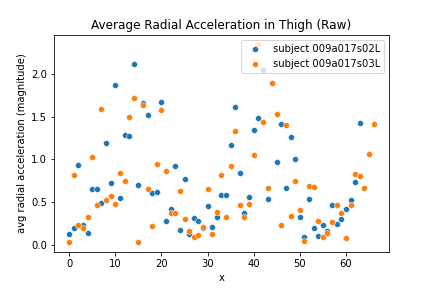 Average Radial Acceleration in Thigh (Raw)
subject 009a017s02L
subject 009a017s03L
avg radial acceleration (magnitude)
2.0
1.5
1.0
0.5
0.0
0 10 20 30 40 50 60
x